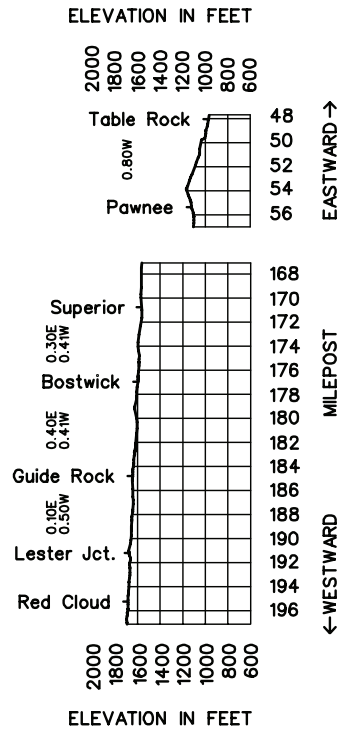 ELEVATION IN FEET
2000 1800 1600 1400 1200 1000 800 600
Table Rock
0.80W
Pawnee
48
50
52
54
56
EASTWARD →
Superior
0.30E
0.41W
Bostwick
0.40E
0.41W
Guide Rock
0.10E
0.50W
Lester Jct.
Red Cloud
168
170
172
174
176
178
180
182
184
186
188
190
192
194
196
MILEPOST
←WESTWARD
2000 1800 1600 1400 1200 1000 800 600
ELEVATION IN FEET